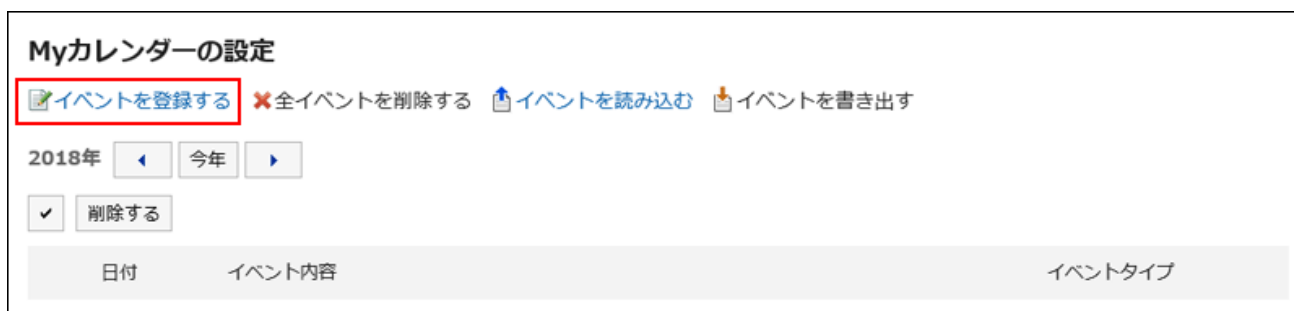 Myカレンダーの設定
イベントを登録する 全イベントを削除する イベントを読み込む イベントを書き出す
2018年 今年
削除する
日付 イベント内容 イベントタイプ